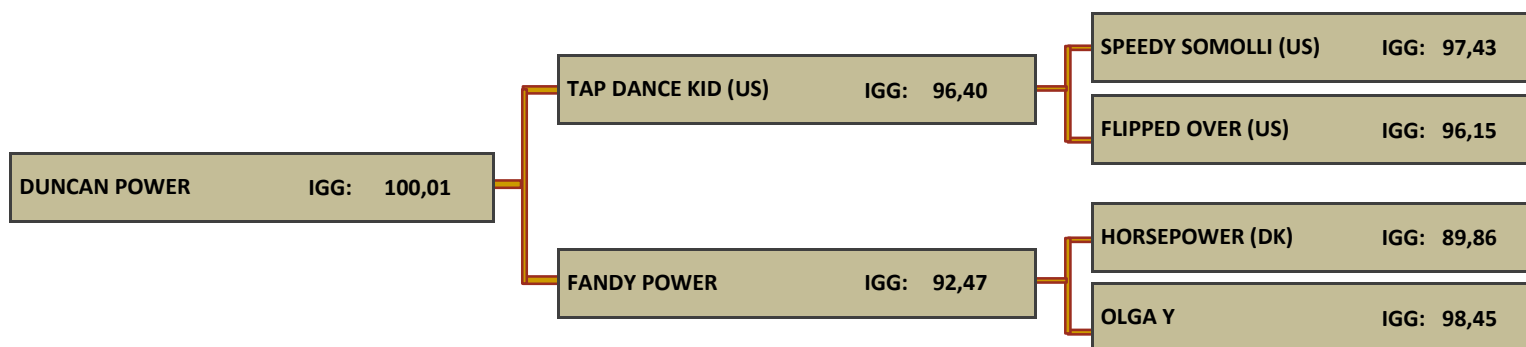 SPEEDY SOMOLLI (US) IGG: 97,43
TAP DANCE KID (US) IGG: 96,40
FLIPPED OVER (US) IGG: 96,15
DUNCAN POWER IGG: 100,01
HORSEPOWER (DK) IGG: 89,86
FANDY POWER IGG: 92,47
OLGA Y IGG: 98,45